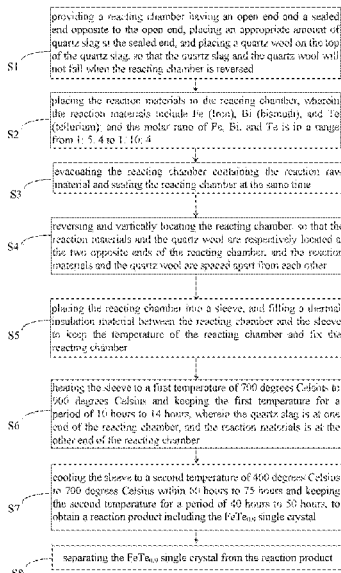 providing a reacting chamber having an open end and a sealed
end opposite to the open end, placing an appropriate amount of
quartz slag at the sealed end, and placing a quartz wool on the top
of the quartz slag, so that the quartz slag and the quartz wool will
not fall when the reacting chamber is reversed
S1
placing the reaction materials to the reacting chamber, wherein
the reaction materials include Fe (iron), Bi (bismuth), and Te
(tellurium), and the molar ratio of Fe, Bi, and Te is in a range
from 1: 5: 4 to 1: 10: 4
S2
evacuating the reacting chamber containing the reaction raw
material and sealing the reacting chamber at the same time
S3
reversing and vertically locating the reacting chamber, so that the
reaction materials and the quartz wool are respectively located at
the two opposite ends of the reacting chamber, and the reaction
materials and the quartz wool are spaced apart from each other
S4
placing the reacting chamber into a sleeve, and filling a thermal
insulation material between the reacting chamber and the sleeve
to keep the temperature of the reacting chamber and fix the
reacting chamber
S5
heating the sleeve to a first temperature of 700 degrees Celsius to
900 degrees Celsius and keeping the first temperature for a
period of 10 hours to 14 hours, wherein the quartz slag is at one
end of the reacting chamber, and the reaction materials is at the
other end of the reacting chamber
S6
cooling the sleeve to a second temperature of 400 degrees Celsius
to 700 degrees Celsius within 60 hours to 75 hours and keeping
the second temperature for a period of 40 hours to 50 hours, to
obtain a reaction product including the FeTe0.9 single crystal
S7
separating the FeTe0.9 single crystal from the reaction product
S8